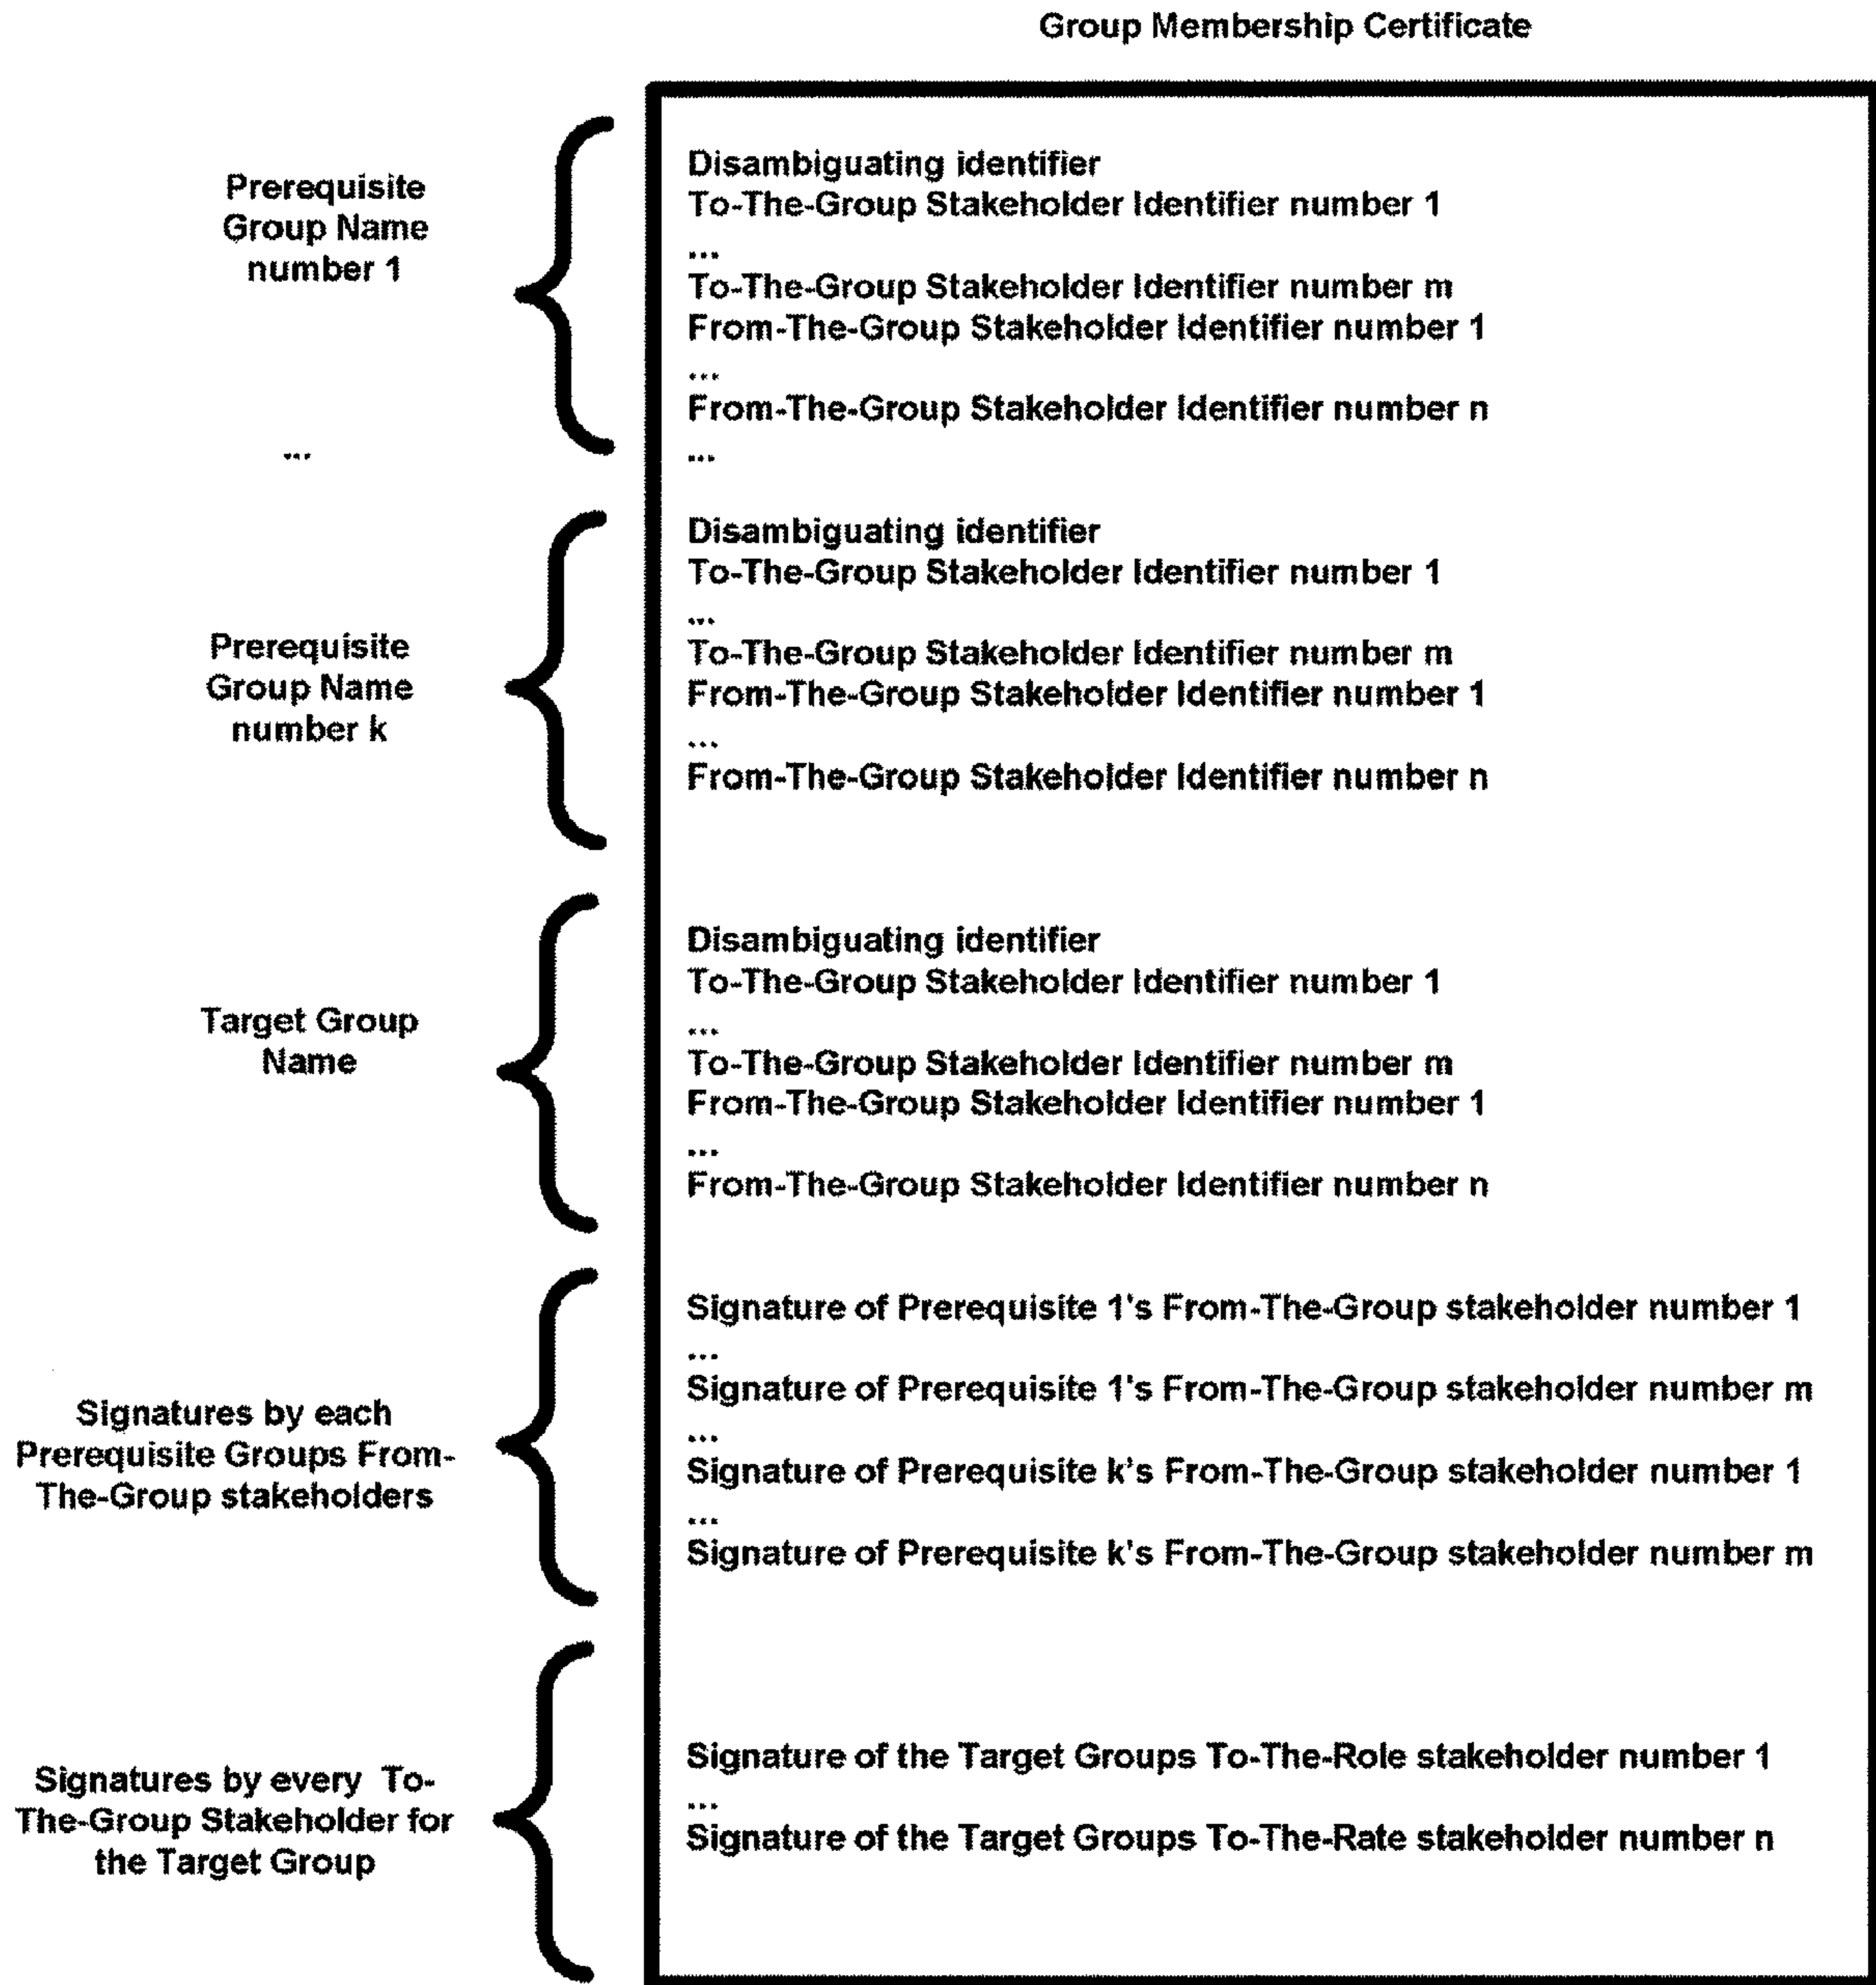 Group Membership Certificate
Prerequisite
Group Name
number 1
Disambiguating identifier
To-The-Group Stakeholder Identifier number 1
...
To-The-Group Stakeholder Identifier number m
From-The-Group Stakeholder Identifier number 1
...
From-The-Group Stakeholder Identifier number n
...
...
Prerequisite
Group Name
number k
Disambiguating identifier
To-The-Group Stakeholder Identifier number 1
...
To-The-Group Stakeholder Identifier number m
From-The-Group Stakeholder Identifier number 1
...
From-The-Group Stakeholder Identifier number n
Target Group
Name
Disambiguating identifier
To-The-Group Stakeholder Identifier number 1
...
To-The-Group Stakeholder Identifier number m
From-The-Group Stakeholder Identifier number 1
...
From-The-Group Stakeholder Identifier number n
Signatures by each
Prerequisite Groups From-
The-Group stakeholders
Signature of Prerequisite 1's From-The-Group stakeholder number 1
...
Signature of Prerequisite 1's From-The-Group stakeholder number m
...
Signature of Prerequisite k's From-The-Group stakeholder number 1
...
Signature of Prerequisite k's From-The-Group stakeholder number m
Signatures by every To-
The-Group Stakeholder for
the Target Group
Signature of the Target Groups To-The-Role stakeholder number 1
...
Signature of the Target Groups To-The-Rate stakeholder number n